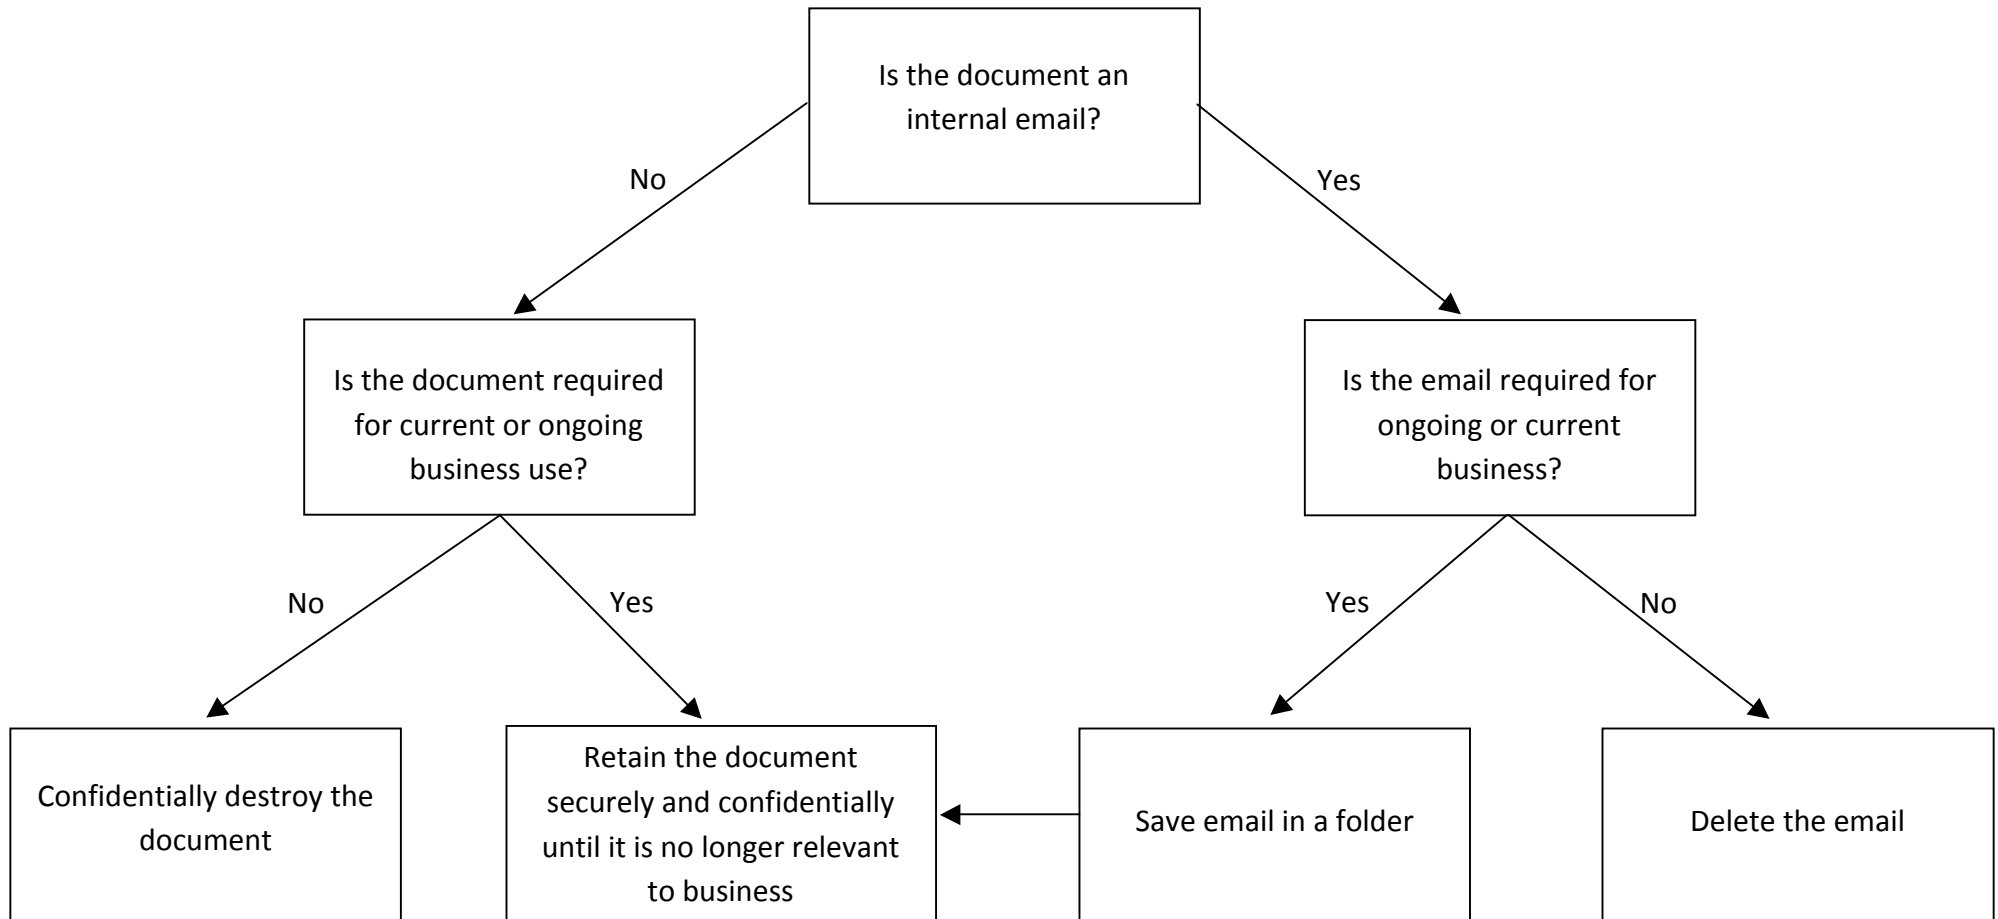 Is the document an
internal email?
No
Yes
Is the document required
for current or ongoing
business use?
Is the email required for
ongoing or current
business?
No
Yes
Yes
No
Confidentially destroy the
document
Retain the document
securely and confidentially
until it is no longer relevant
to business
Save email in a folder
Delete the email